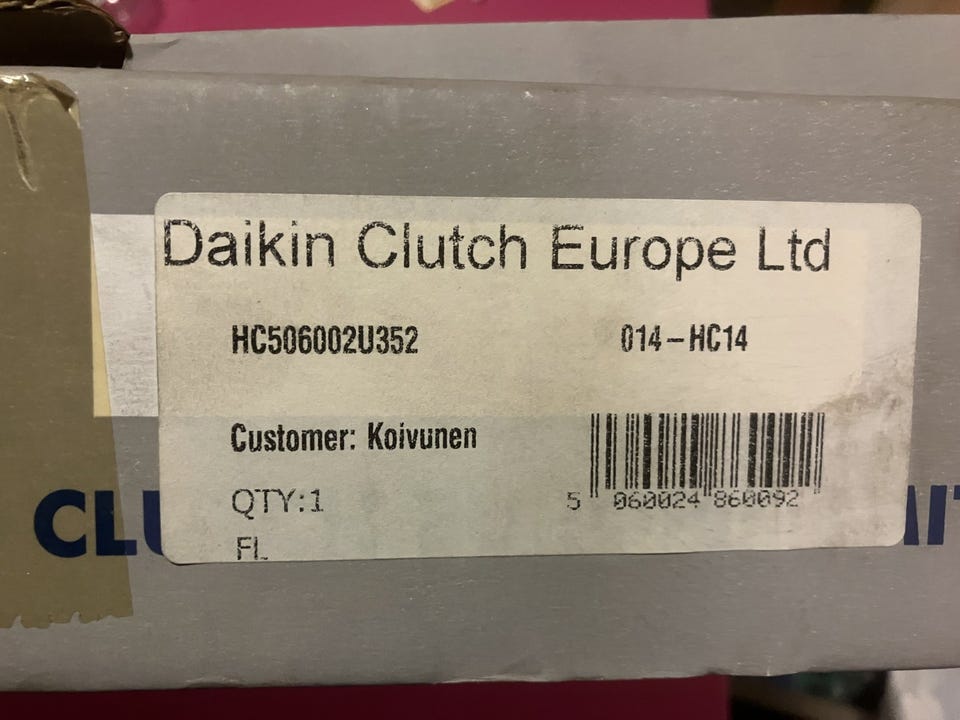 Daikin Clutch Europe Ltd
HC506002U352 014-HC14
Customer: Koivunen
QTY:1
FL
5 060024 860092